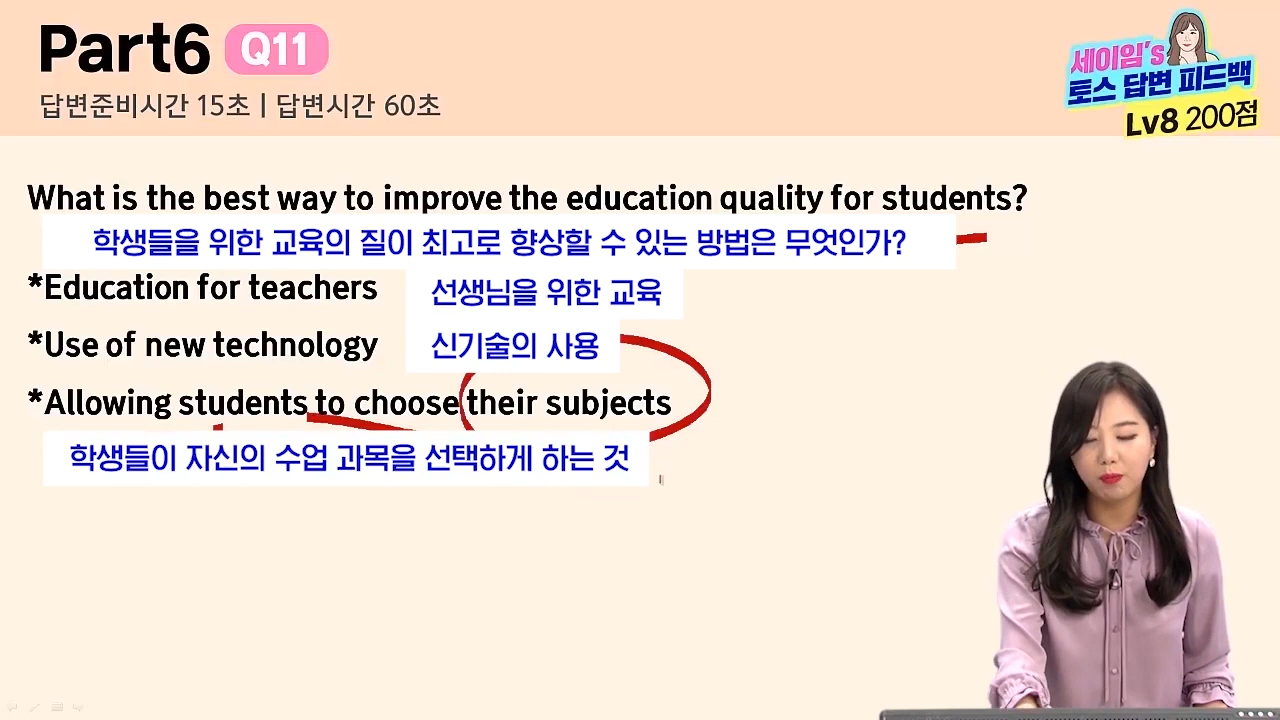 Part6 Q11
답변준비시간 15초 | 답변시간 60초
세이임's
토스 답변 피드백
Lv8 200점
What is the best way to improve the education quality for students?
학생들을 위한 교육의 질이 최고로 향상할 수 있는 방법은 무엇인가?
*Education for teachers 선생님을 위한 교육
*Use of new technology 신기술의 사용
*Allowing students to choose their subjects
학생들이 자신의 수업 과목을 선택하게 하는 것